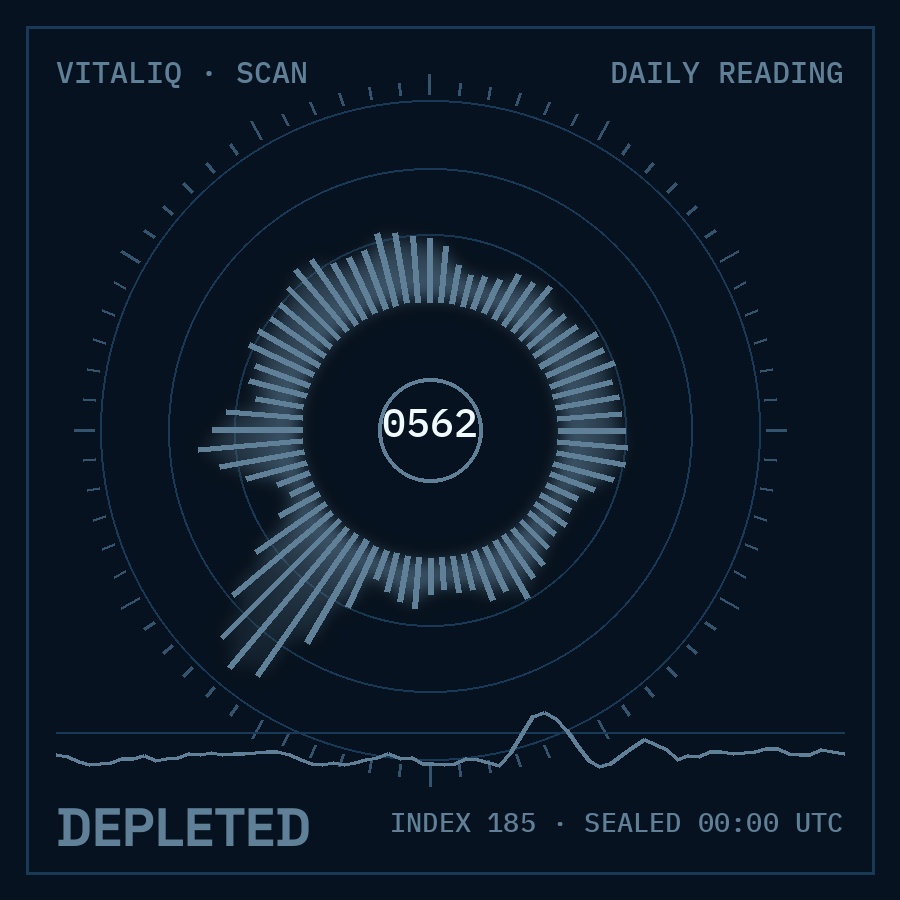 VITALIQ · SCAN
DAILY READING
0562
DEPLETED
INDEX 185 · SEALED 00:00 UTC